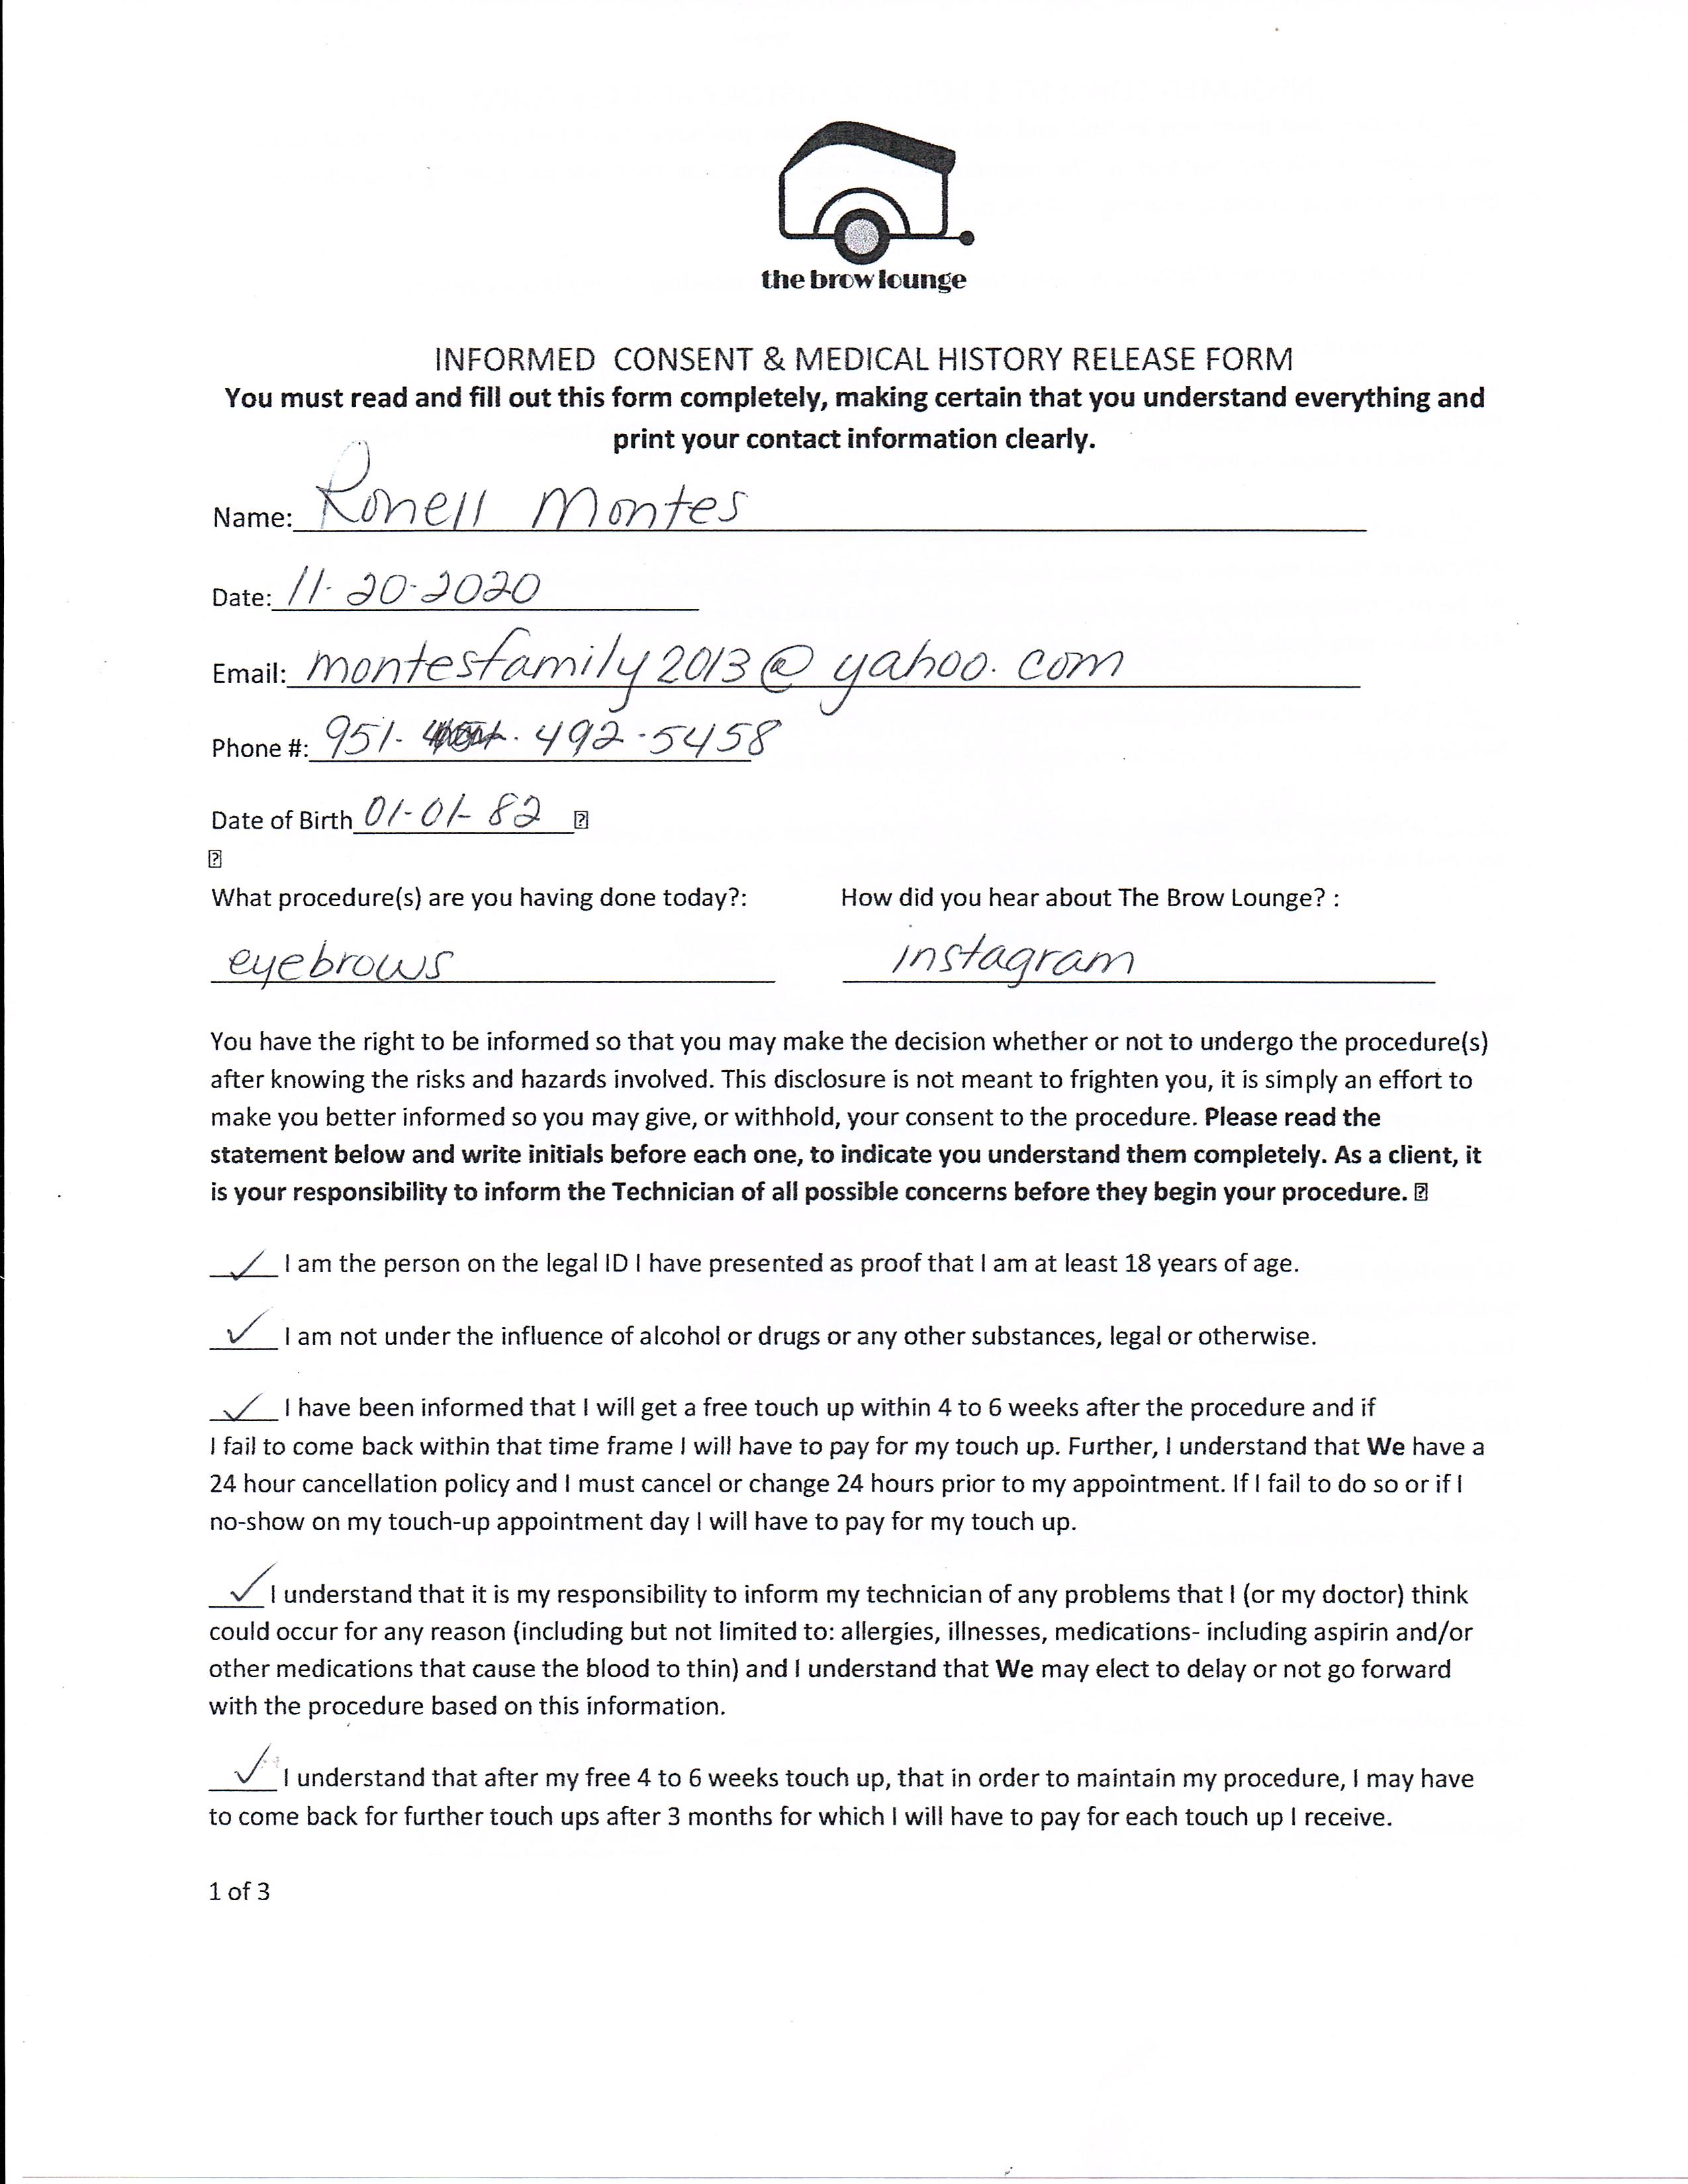 the brow lounge
INFORMED CONSENT & MEDICAL HISTORY RELEASE FORM
You must read and fill out this form completely, making certain that you understand everything and
print your contact information clearly.
Name: Ronell Montes
Date: 11-20-2020
Email: montesfamily2013@yahoo.com
Phone #: 951- 492-5458
Date of Birth 01-01-82
What procedure(s) are you having done today?: How did you hear about The Brow Lounge? :
eyebrows instagram
You have the right to be informed so that you may make the decision whether or not to undergo the procedure(s)
after knowing the risks and hazards involved. This disclosure is not meant to frighten you, it is simply an effort to
make you better informed so you may give, or withhold, your consent to the procedure. Please read the
statement below and write initials before each one, to indicate you understand them completely. As a client, it
is your responsibility to inform the Technician of all possible concerns before they begin your procedure.
✓ I am the person on the legal ID I have presented as proof that I am at least 18 years of age.
✓ I am not under the influence of alcohol or drugs or any other substances, legal or otherwise.
✓ I have been informed that I will get a free touch up within 4 to 6 weeks after the procedure and if
I fail to come back within that time frame I will have to pay for my touch up. Further, I understand that We have a
24 hour cancellation policy and I must cancel or change 24 hours prior to my appointment. If I fail to do so or if I
no-show on my touch-up appointment day I will have to pay for my touch up.
✓ I understand that it is my responsibility to inform my technician of any problems that I (or my doctor) think
could occur for any reason (including but not limited to: allergies, illnesses, medications- including aspirin and/or
other medications that cause the blood to thin) and I understand that We may elect to delay or not go forward
with the procedure based on this information.
✓ I understand that after my free 4 to 6 weeks touch up, that in order to maintain my procedure, I may have
to come back for further touch ups after 3 months for which I will have to pay for each touch up I receive.
1 of 3